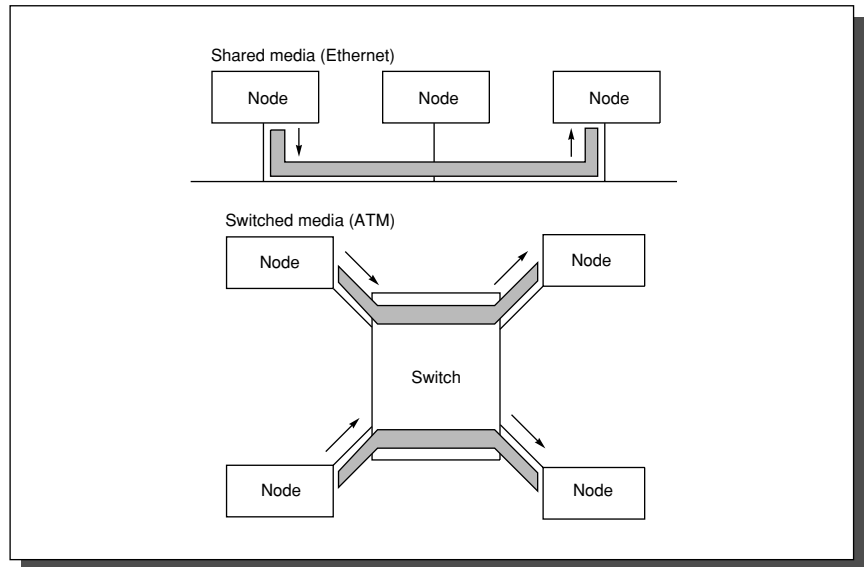 Shared media (Ethernet)
Node
Node
Node
Switched media (ATM)
Node
Node
Switch
Node
Node